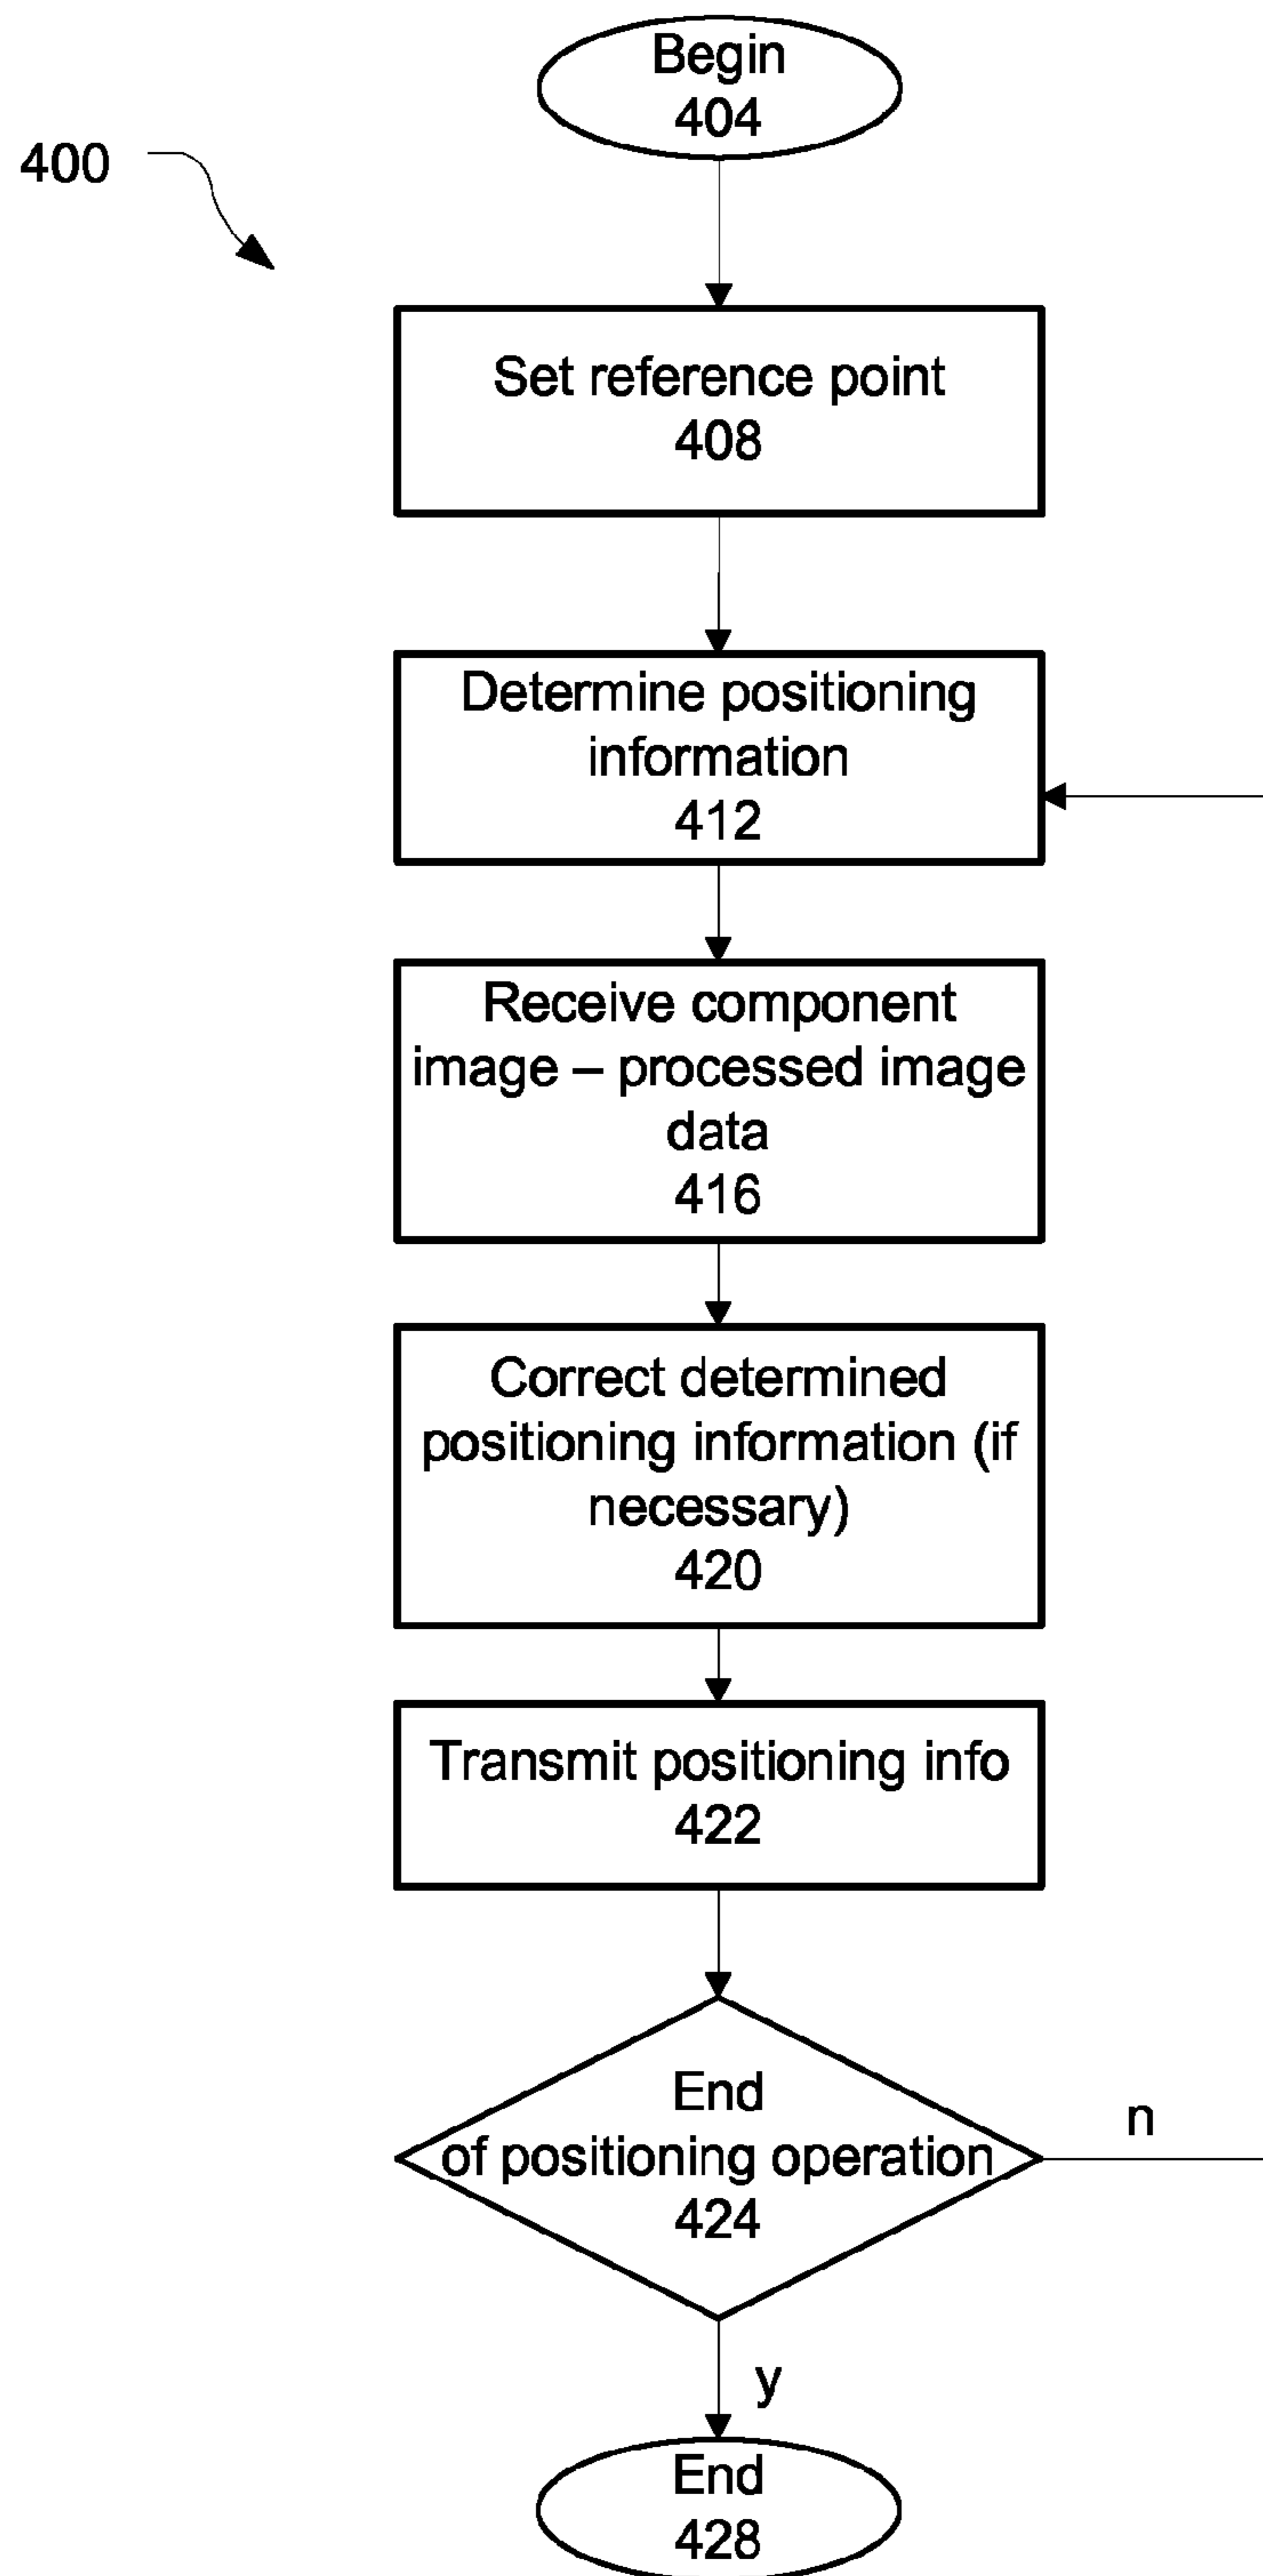 Begin
404
400
Set reference point
408
Determine positioning
information
412
Receive component
image – processed image
data
416
Correct determined
positioning information (if
necessary)
420
Transmit positioning info
422
End
of positioning operation
424
n
y
End
428